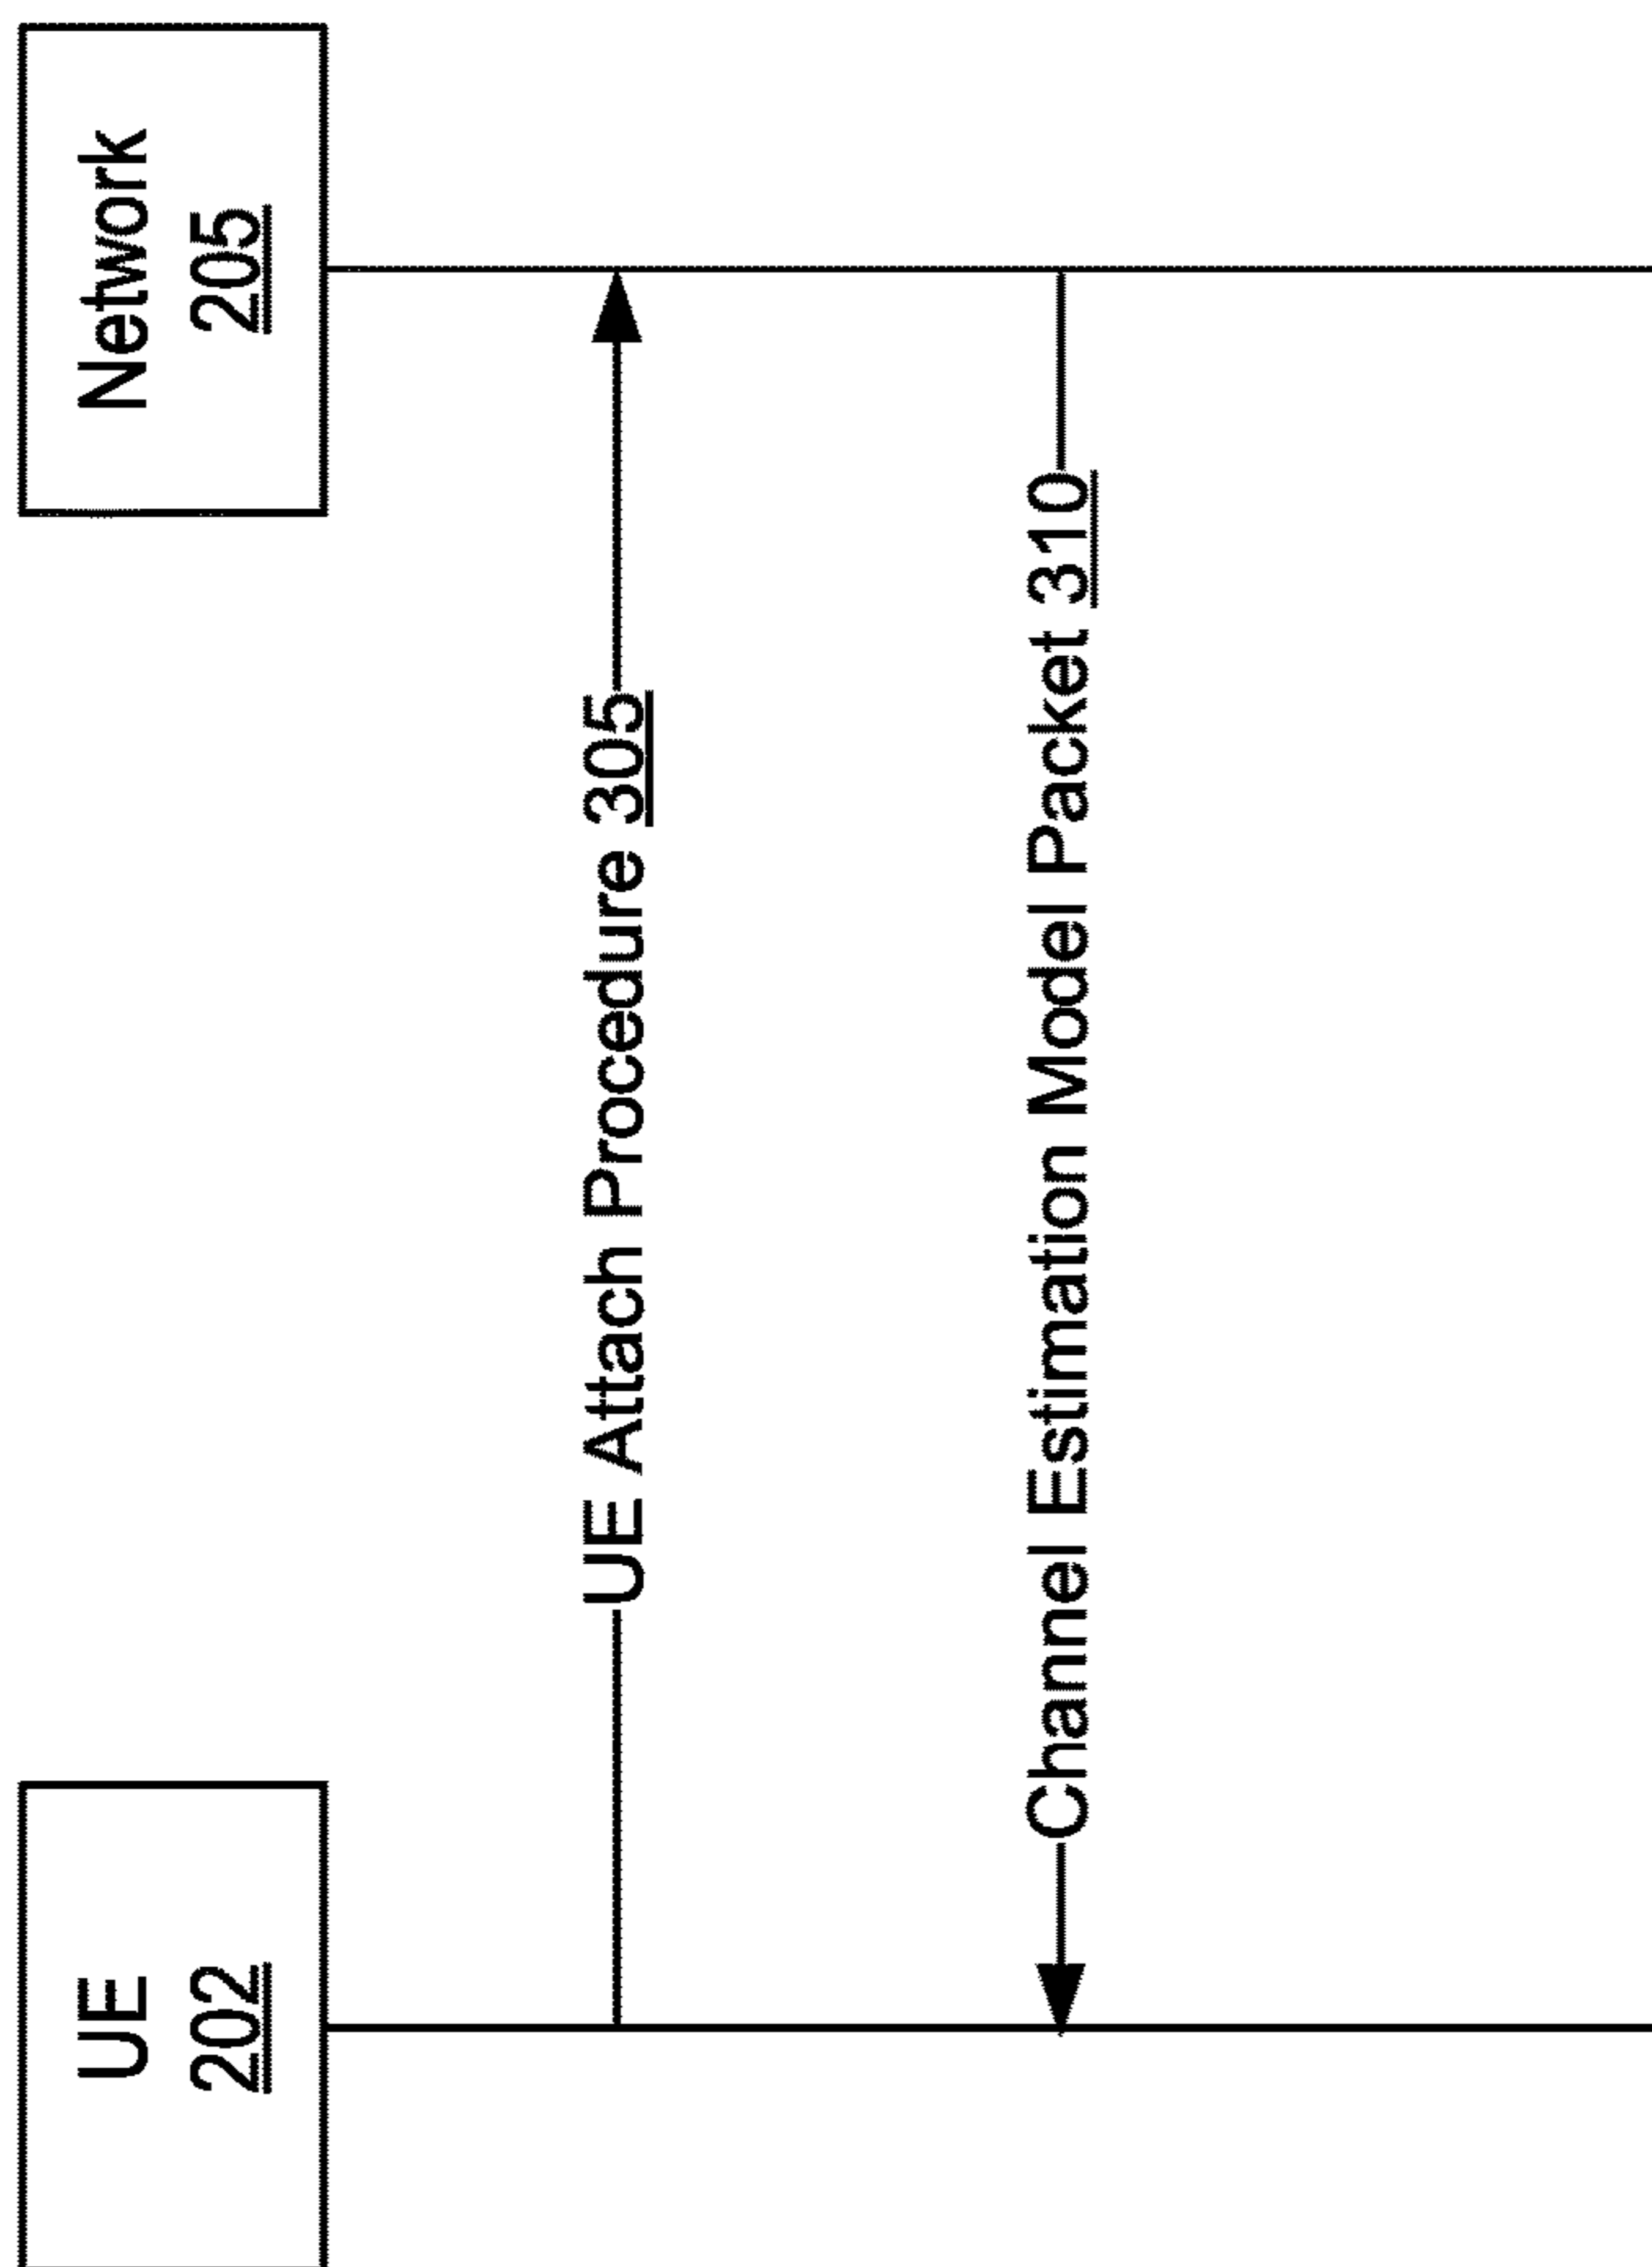 UE
202
Network
205
UE Attach Procedure 305
Channel Estimation Model Packet 310